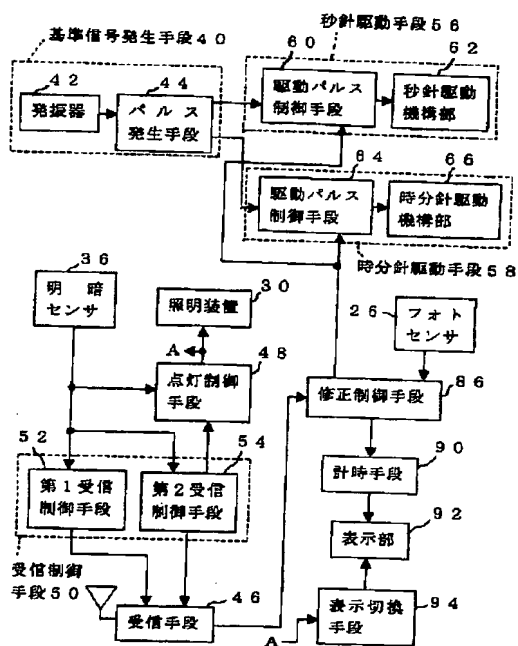 秒針駆動手段56
基準信号発生手段40
60
62
42
44
発振器
パルス
発生手段
駆動パルス
制御手段
秒針駆動
機構部
64
66
駆動パルス
制御手段
時分針駆動
機構部
時分針駆動手段58
36
明暗
センサ
30
照明装置
A
48
点灯制御
手段
26
フォト
センサ
86
修正制御手段
52
54
第1受信
制御手段
第2受信
制御手段
90
計時手段
92
表示部
受信制御
手段50
46
受信手段
94
表示切換
手段
A